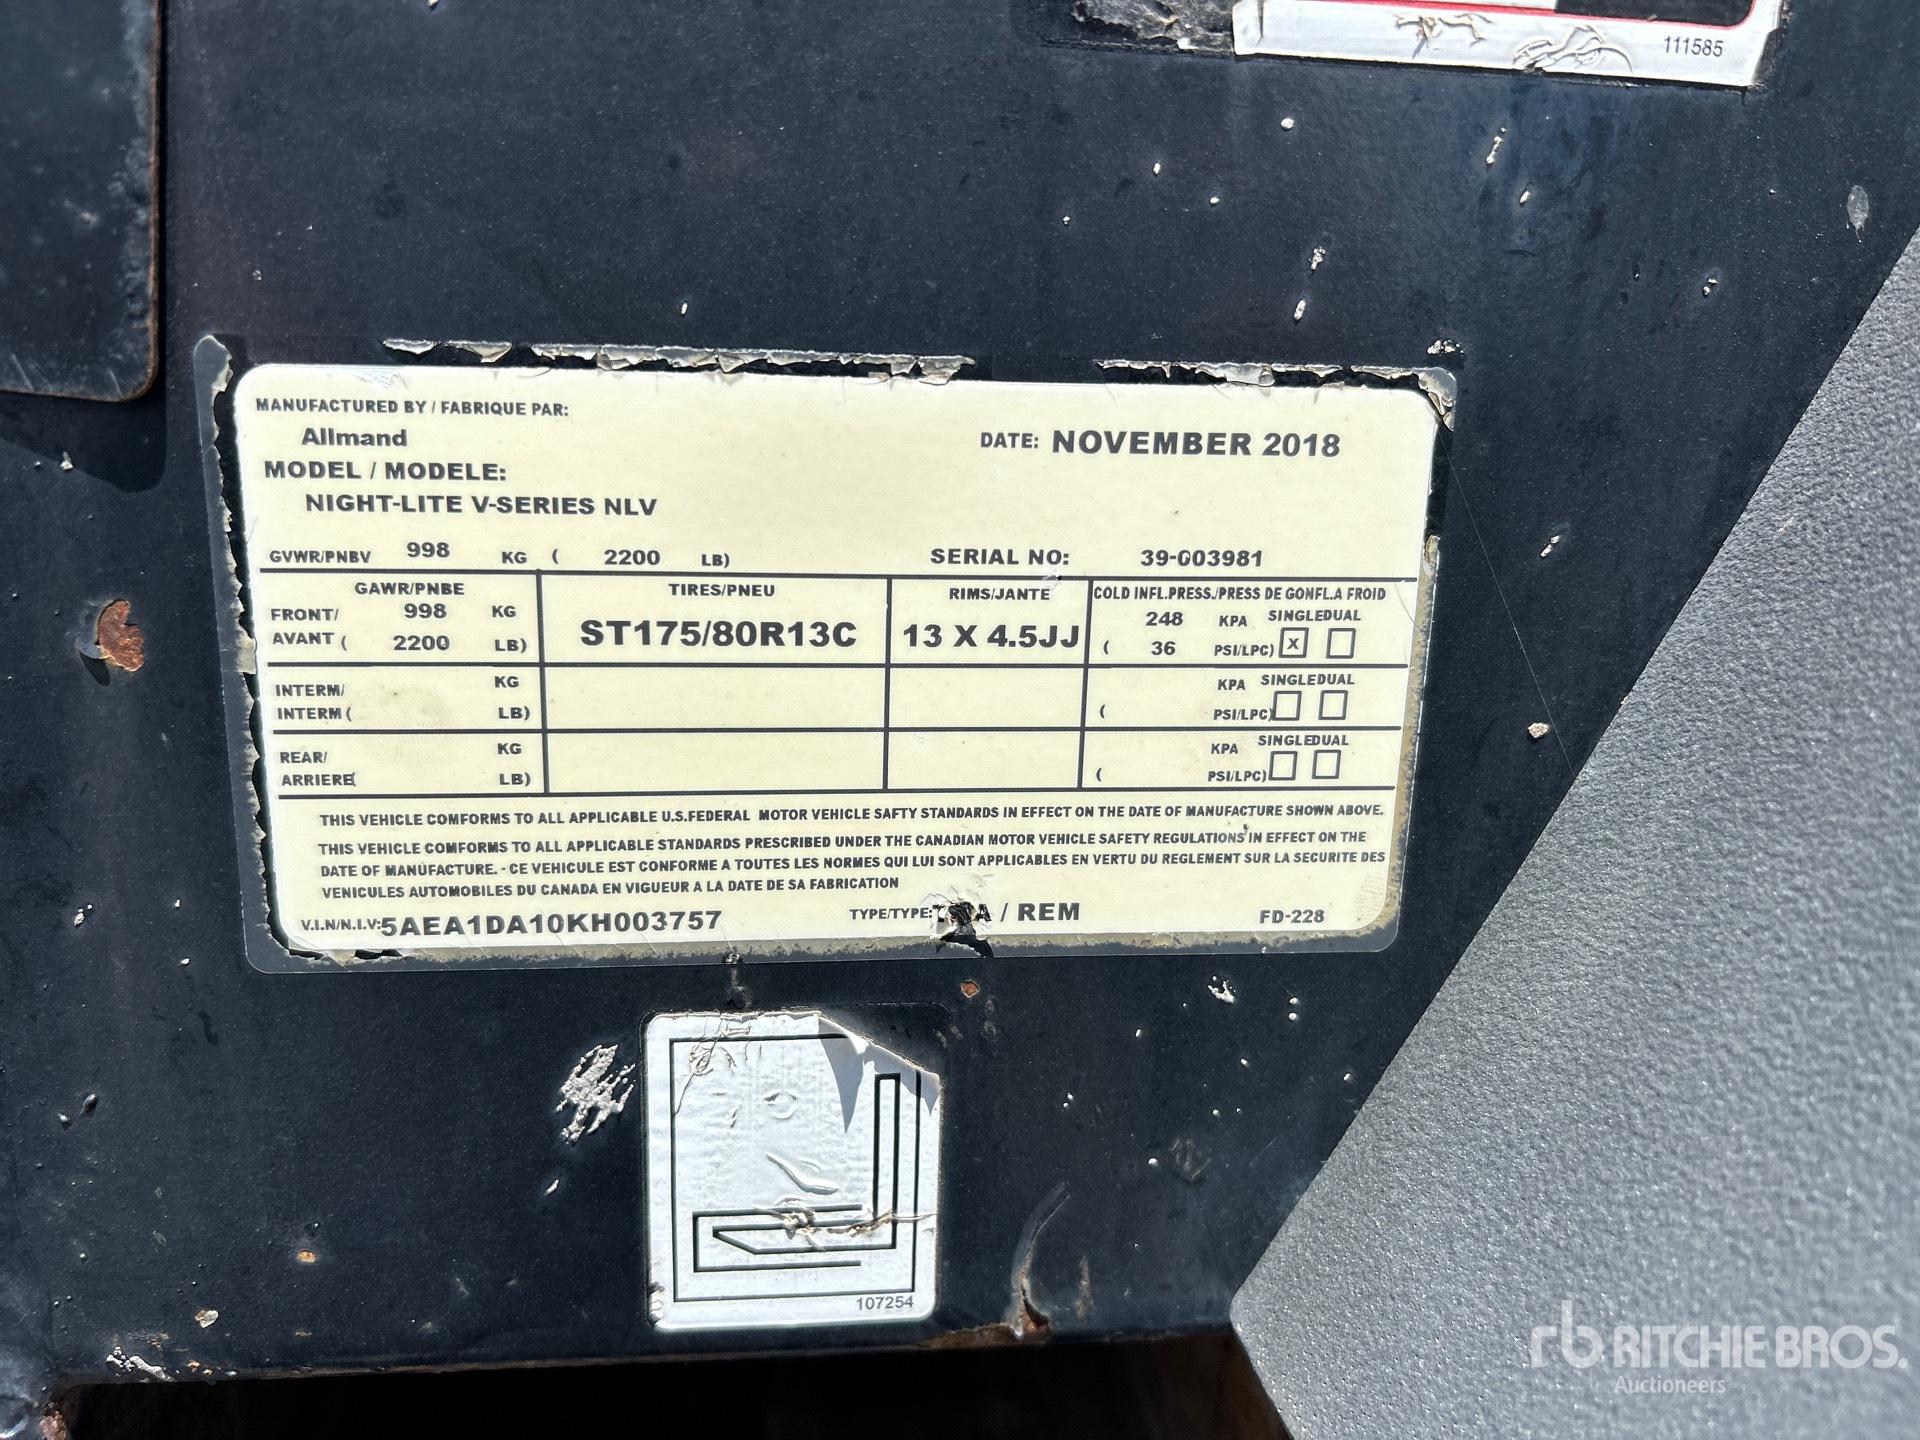 111585
MANUFACTURED BY / FABRIQUE PAR:
Allmand
DATE: NOVEMBER 2018
MODEL / MODELE:
NIGHT-LITE V-SERIES NLV
GVWR/PNBV 998 KG ( 2200 LB) SERIAL NO: 39-003981
GAWR/PNBE TIRES/PNEU RIMS/JANTE COLD INFL.PRESS./PRESS DE GONFL.A FROID
FRONT/ 998 KG ST175/80R13C 13 X 4.5JJ 248 KPA SINGLEDUAL
AVANT ( 2200 LB) ( 36 PSI/LPC) X
INTERM/ KG KPA SINGLEDUAL
INTERM ( LB) ( PSI/LPC)
REAR/ KG KPA SINGLEDUAL
ARRIERE( LB) ( PSI/LPC)
THIS VEHICLE COMFORMS TO ALL APPLICABLE U.S.FEDERAL MOTOR VEHICLE SAFTY STANDARDS IN EFFECT ON THE DATE OF MANUFACTURE SHOWN ABOVE.
THIS VEHICLE COMFORMS TO ALL APPLICABLE STANDARDS PRESCRIBED UNDER THE CANADIAN MOTOR VEHICLE SAFETY REGULATIONS IN EFFECT ON THE
DATE OF MANUFACTURE. - CE VEHICULE EST CONFORME A TOUTES LES NORMES QUI LUI SONT APPLICABLES EN VERTU DU REGLEMENT SUR LA SECURITE DES
VENICULES AUTOMOBILES DU CANADA EN VIGUEUR A LA DATE DE SA FABRICATION
V.I.N/N.I.V: 5AEA1DA10KH003757 TYPE/TYPE: / REM FD-228
107254
rb RITCHIE BROS.
Auctioneers